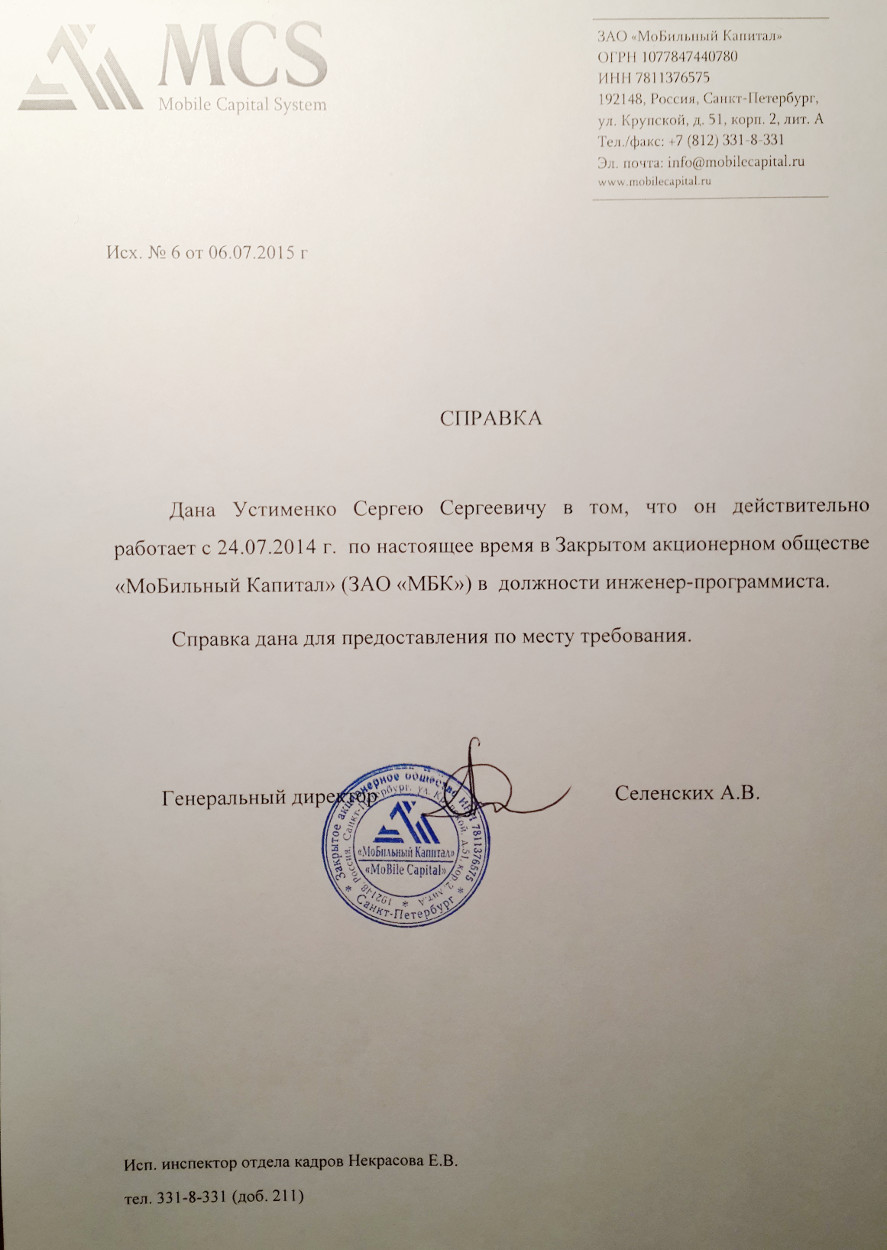 MCS
Mobile Capital System
ЗАО «МоБильный Капитал»
ОГРН 1077847440780
ИНН 7811376575
192148, Россия, Санкт-Петербург,
ул. Крупской, д. 51, корп. 2, лит. А
Тел./факс: +7 (812) 331-8-331
Эл. почта: info@mobilecapital.ru
www.mobilecapital.ru
Исх. № 6 от 06.07.2015 г
СПРАВКА
Дана Устименко Сергею Сергеевичу в том, что он действительно
работает с 24.07.2014 г. по настоящее время в Закрытом акционерном обществе
«МоБильный Капитал» (ЗАО «МБК») в должности инженер-программиста.
Справка дана для предоставления по месту требования.
Генеральный директор
Селенских А.В.
Закрытое акционерное общество ИНН 7811376575
* Санкт-Петербург *
192148 Россия, Санкт-Петербург, ул.
«МоБильный Капитал»
«MoBile Capital»
Исп. инспектор отдела кадров Некрасова Е.В.
тел. 331-8-331 (доб. 211)